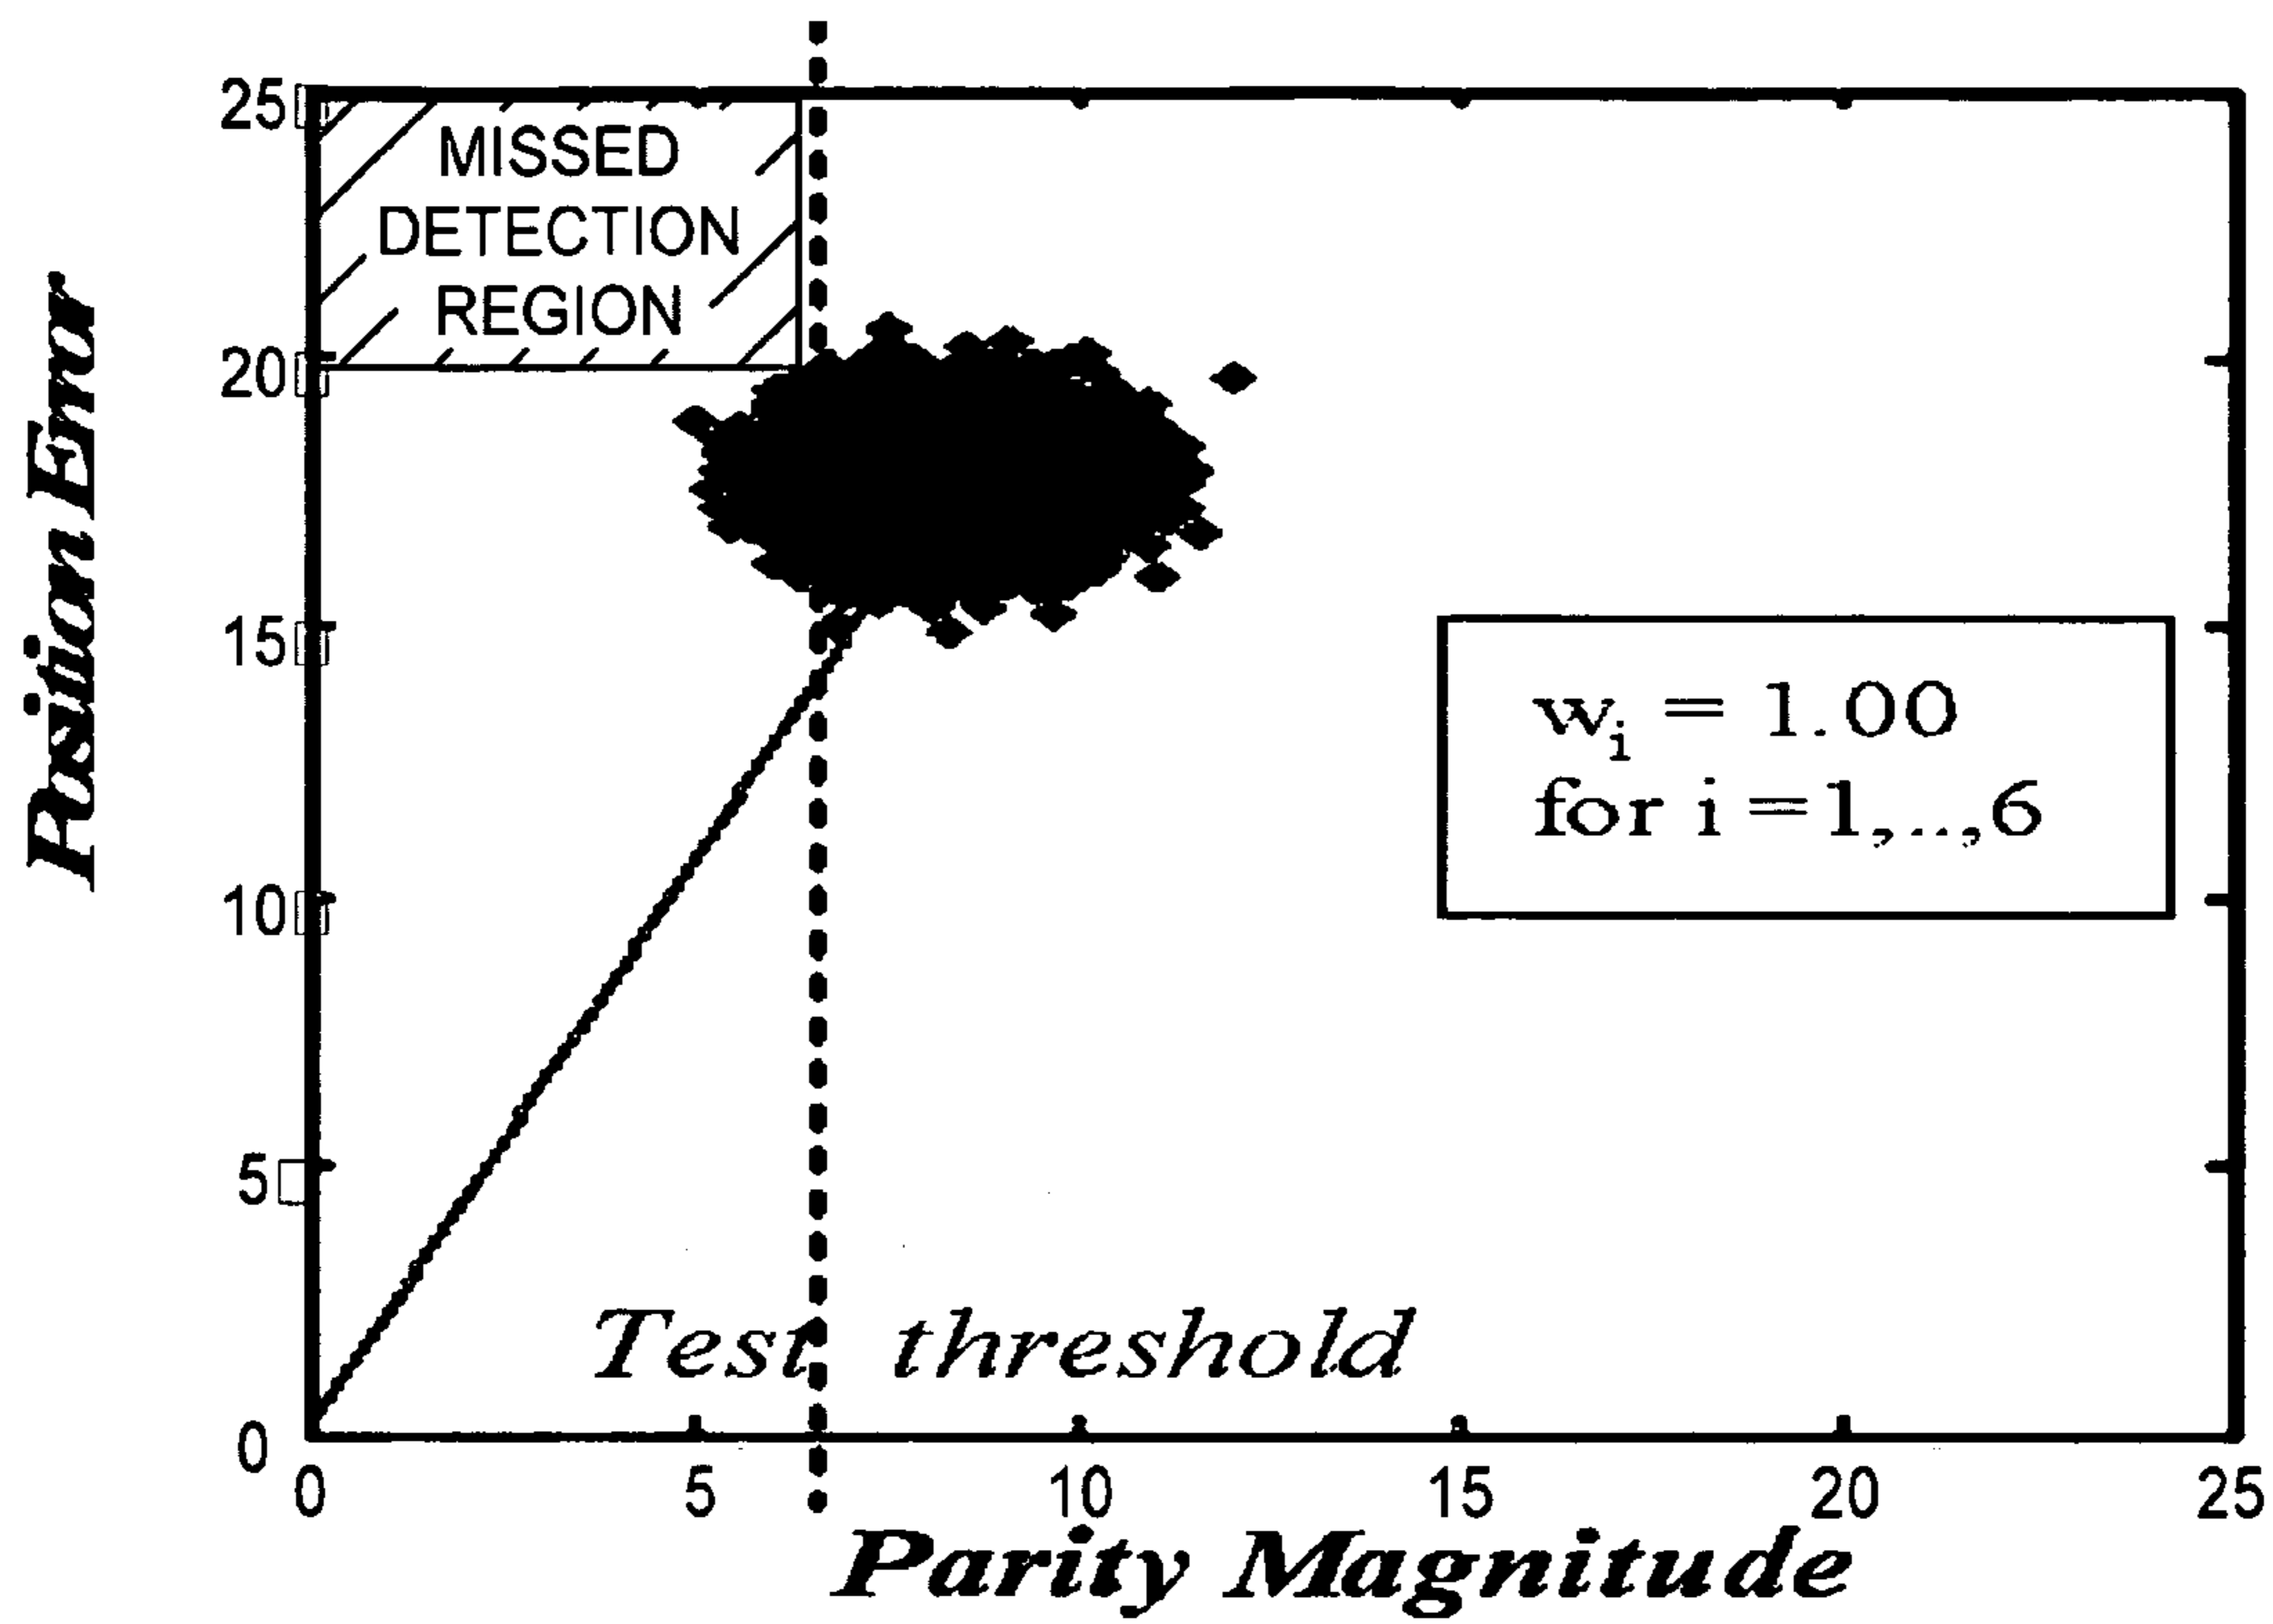 25
MISSED
DETECTION
REGION
20
15
10
5
0
Position Error
w_i = 1.00
for i = 1,...,6
Test threshold
0 5 10 15 20 25
Parity Magnitude